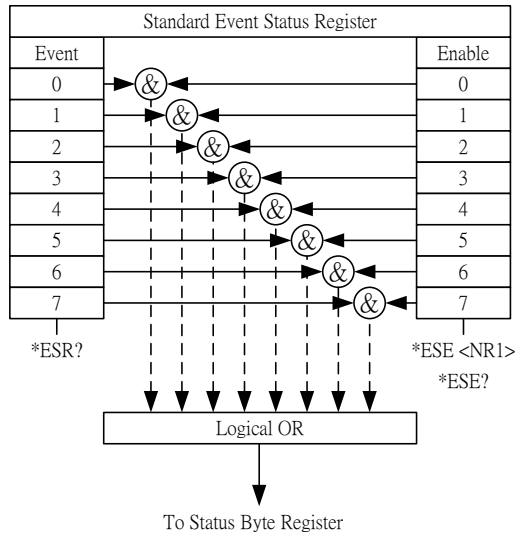 Standard Event Status Register
Event Enable
0 & 0
1 & 1
2 & 2
3 & 3
4 & 4
5 & 5
6 & 6
7 & 7
*ESR? *ESE <NR1>
*ESE?
Logical OR
To Status Byte Register